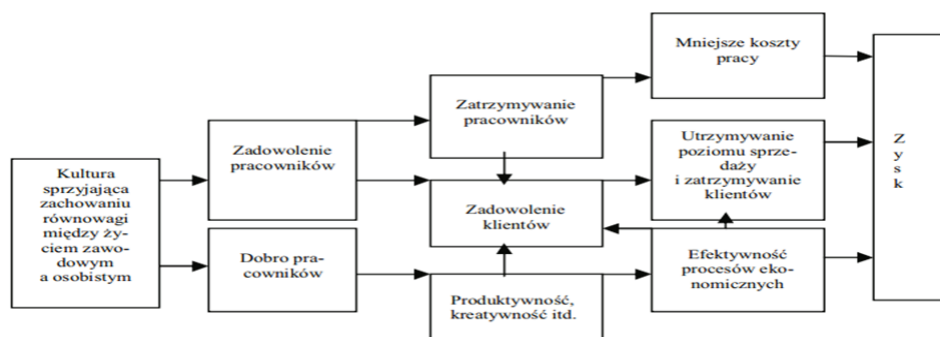 Kultura
sprzyjająca
zachowaniu
równowagi
między ży-
ciem zawo-
dowym
a osobistym
Zadowolenie
pracowników
Dobro pra-
cowników
Zatrzymywanie
pracowników
Zadowolenie
klientów
Produktywność,
kreatywność itd.
Mniejsze koszty
pracy
Utrzymywanie
poziomu sprze-
daży
i zatrzymywanie
klientów
Efektywność
procesów eko-
nomicznych
Z
y
s
k